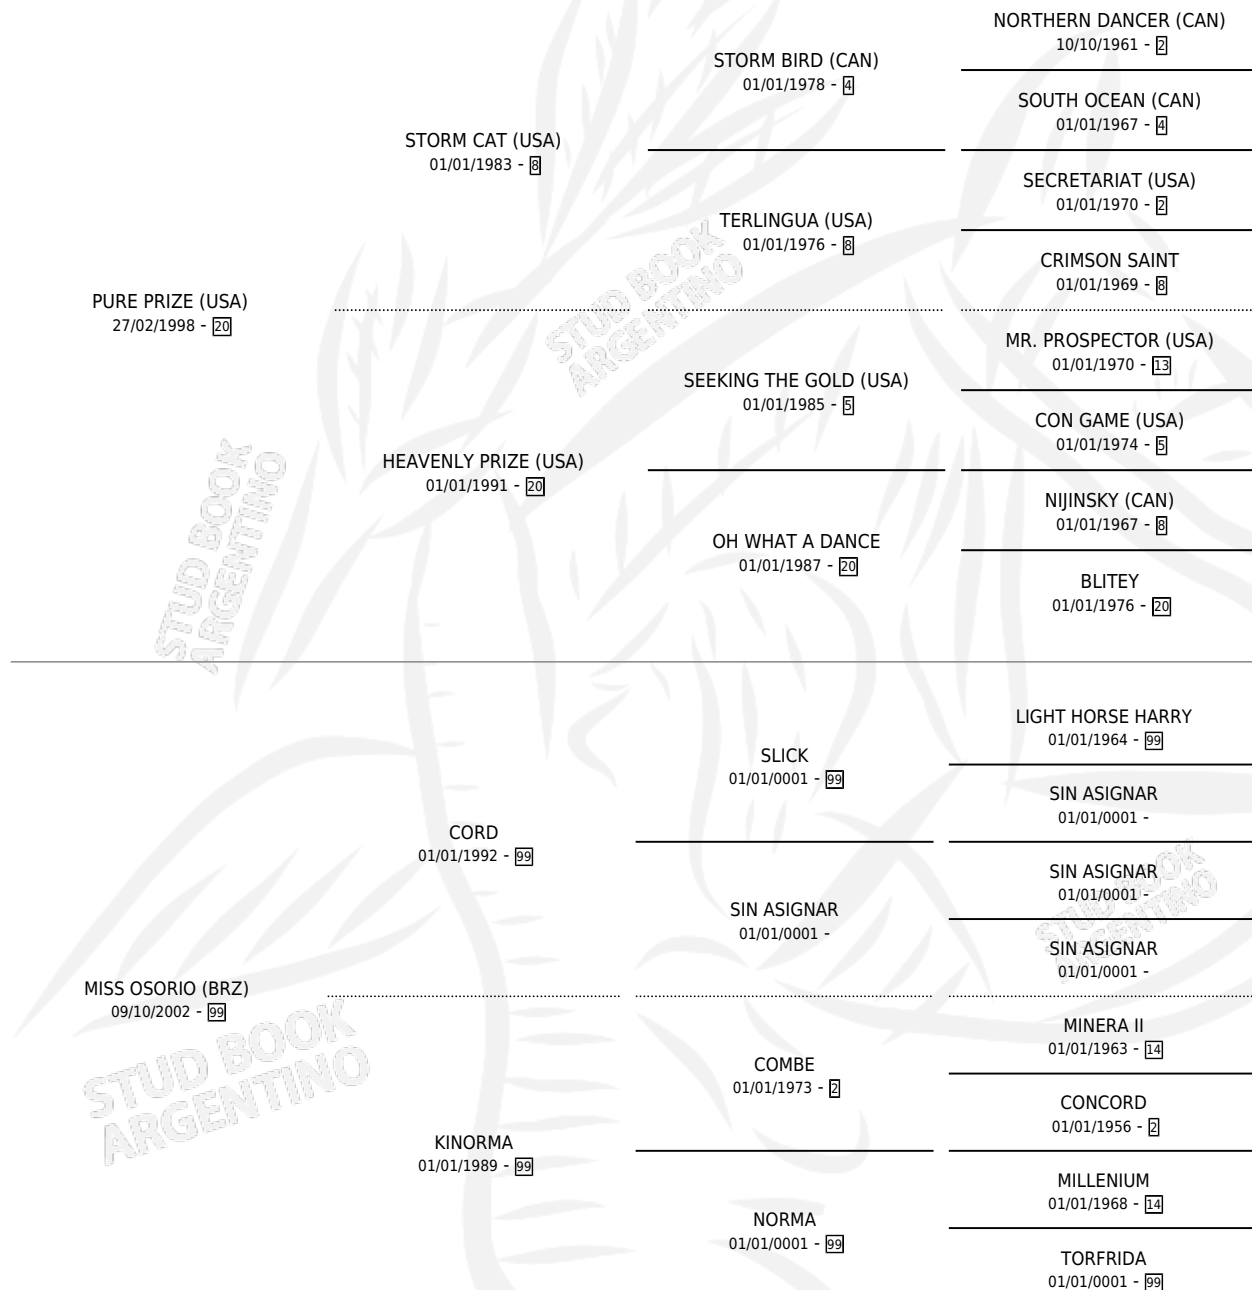 NORTHERN DANCER (CAN)
10/10/1961 - 2
STORM BIRD (CAN)
01/01/1978 - 4
SOUTH OCEAN (CAN)
01/01/1967 - 4
STORM CAT (USA)
01/01/1983 - 8
SECRETARIAT (USA)
01/01/1970 - 2
TERLINGUA (USA)
01/01/1976 - 8
CRIMSON SAINT
01/01/1969 - 8
PURE PRIZE (USA)
27/02/1998 - 20
MR. PROSPECTOR (USA)
01/01/1970 - 13
SEEKING THE GOLD (USA)
01/01/1985 - 5
CON GAME (USA)
01/01/1974 - 5
HEAVENLY PRIZE (USA)
01/01/1991 - 20
NIJINSKY (CAN)
01/01/1967 - 8
OH WHAT A DANCE
01/01/1987 - 20
BLITEY
01/01/1976 - 20
LIGHT HORSE HARRY
01/01/1964 - 99
SLICK
01/01/0001 - 99
SIN ASIGNAR
01/01/0001 -
CORD
01/01/1992 - 99
SIN ASIGNAR
01/01/0001 -
SIN ASIGNAR
01/01/0001 -
SIN ASIGNAR
01/01/0001 -
MISS OSORIO (BRZ)
09/10/2002 - 99
MINERA II
01/01/1963 - 14
COMBE
01/01/1973 - 2
CONCORD
01/01/1956 - 2
KINORMA
01/01/1989 - 99
MILLENIUM
01/01/1968 - 14
NORMA
01/01/0001 - 99
TORFRIDA
01/01/0001 - 99
STUD BOOK
ARGENTINO
STUD BOOK
ARGENTINO
STUD BOOK
ARGENTINO
STUD BOOK
ARGENTINO